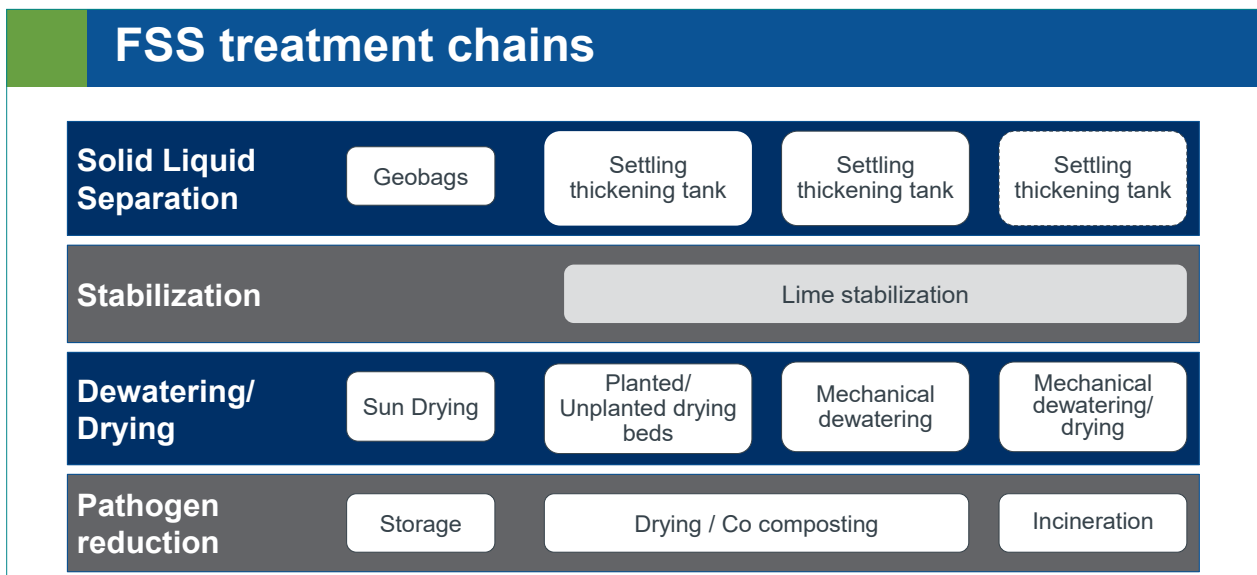 FSS treatment chains
Solid Liquid
Separation
Geobags
Settling
thickening tank
Settling
thickening tank
Settling
thickening tank
Stabilization
Lime stabilization
Dewatering/
Drying
Sun Drying
Planted/
Unplanted drying
beds
Mechanical
dewatering
Mechanical
dewatering/
drying
Pathogen
reduction
Storage
Drying / Co composting
Incineration